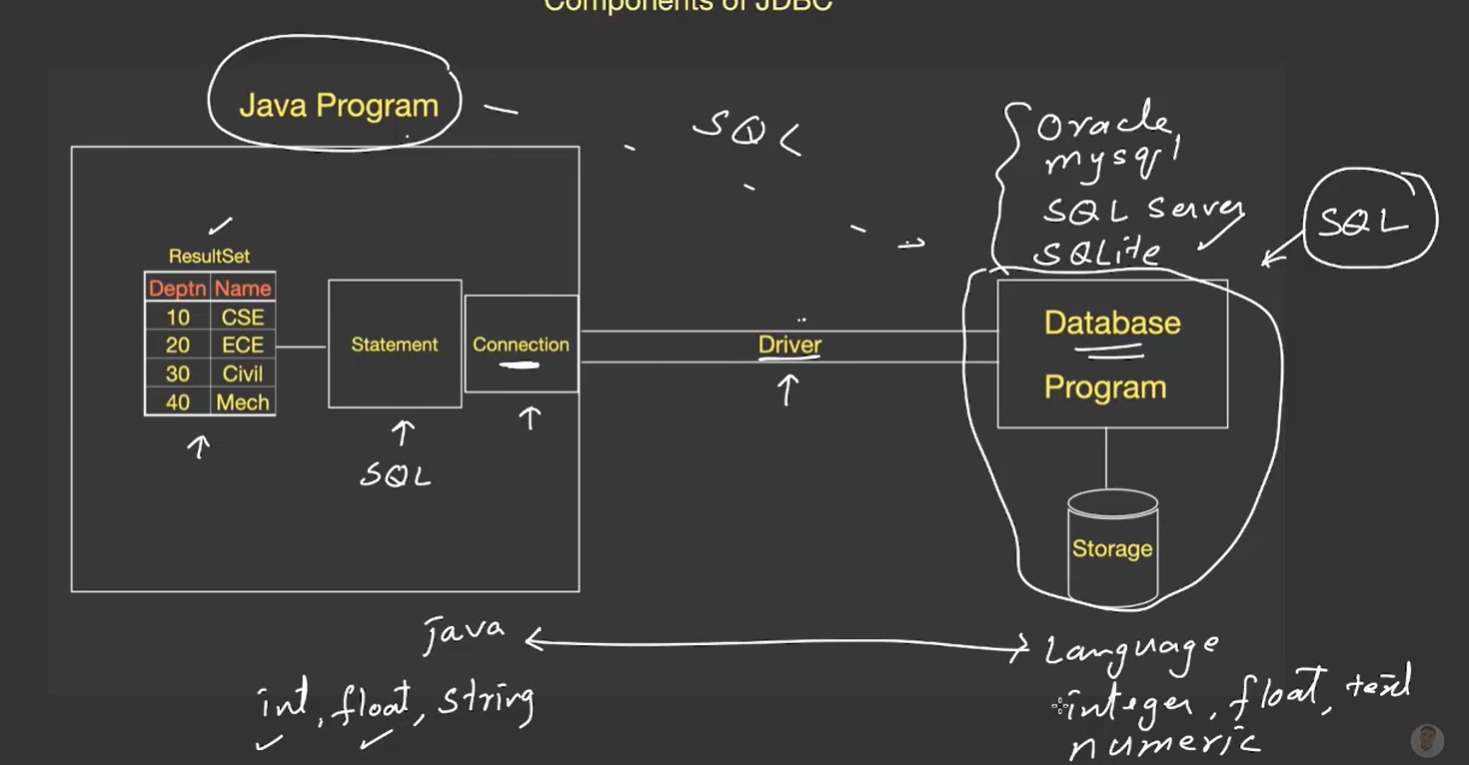 Components of JDBC
Java Program
SQL
oracle,
mysql
SQL Server
SQLite
SQL
ResultSet
Deptn Name
10 CSE
20 ECE
30 Civil
40 Mech
Statement
Connection
Driver
Database
Program
SQL
Storage
java
Language
int, float, string
integer, float, text
numeric